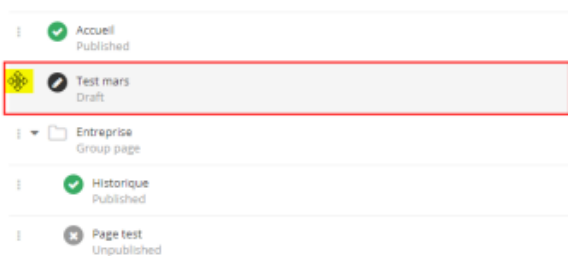 Accueil
Published
Test mars
Draft
Entreprise
Group page
Historique
Published
Page test
Unpublished